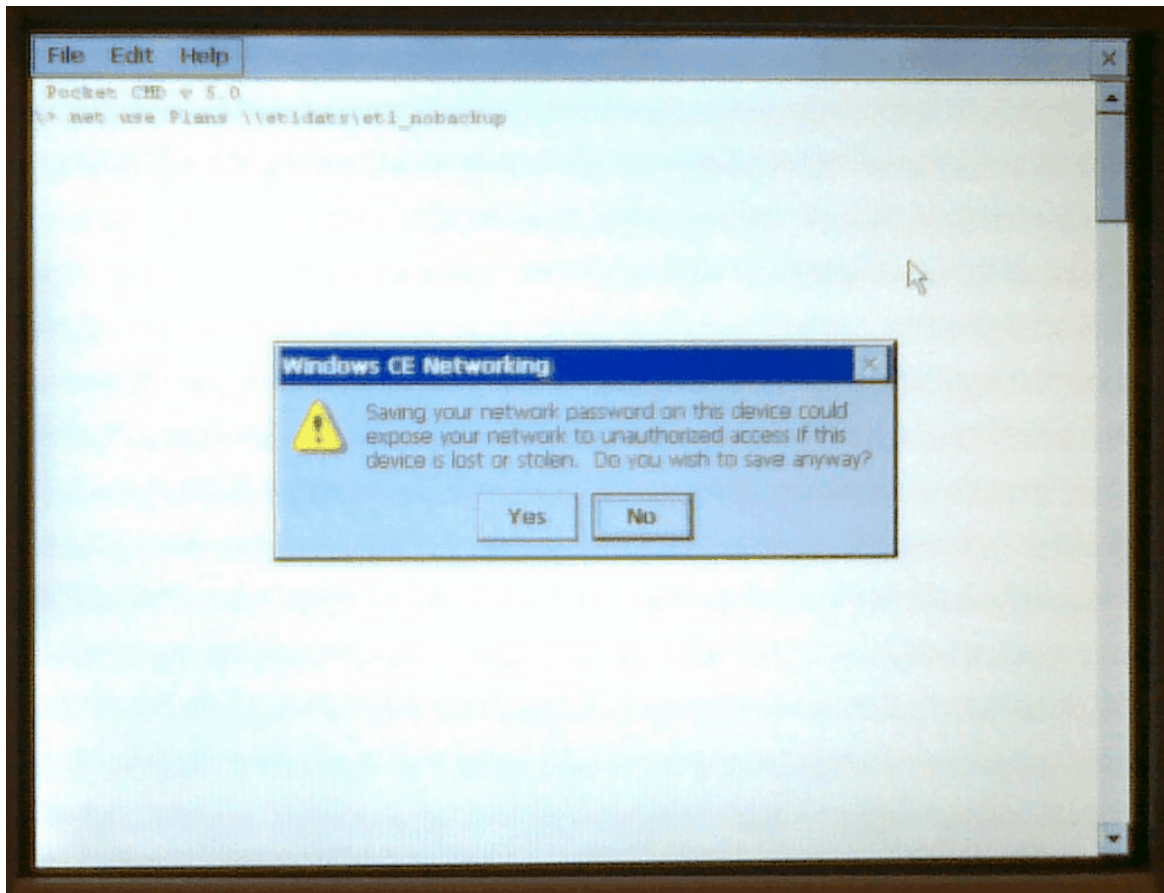 File Edit Help
Pocket CMD v 5.0
\> net use Plans \\etidats\eti_nobackup
Windows CE Networking
Saving your network password on this device could
expose your network to unauthorized access if this
device is lost or stolen. Do you wish to save anyway?
Yes No